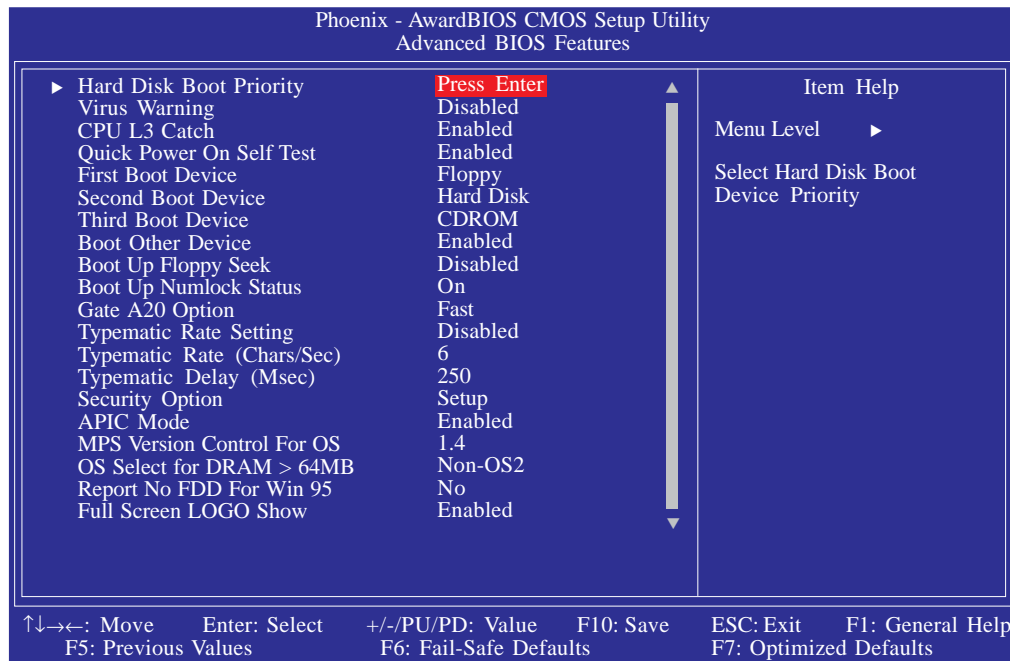 Phoenix - AwardBIOS CMOS Setup Utility
Advanced BIOS Features
▶ Hard Disk Boot Priority Press Enter
Virus Warning Disabled
CPU L3 Catch Enabled
Quick Power On Self Test Enabled
First Boot Device Floppy
Second Boot Device Hard Disk
Third Boot Device CDROM
Boot Other Device Enabled
Boot Up Floppy Seek Disabled
Boot Up Numlock Status On
Gate A20 Option Fast
Typematic Rate Setting Disabled
Typematic Rate (Chars/Sec) 6
Typematic Delay (Msec) 250
Security Option Setup
APIC Mode Enabled
MPS Version Control For OS 1.4
OS Select for DRAM > 64MB Non-OS2
Report No FDD For Win 95 No
Full Screen LOGO Show Enabled
Item Help
Menu Level ▶
Select Hard Disk Boot
Device Priority
↑↓→←: Move Enter: Select +/-/PU/PD: Value F10: Save ESC: Exit F1: General Help
F5: Previous Values F6: Fail-Safe Defaults F7: Optimized Defaults